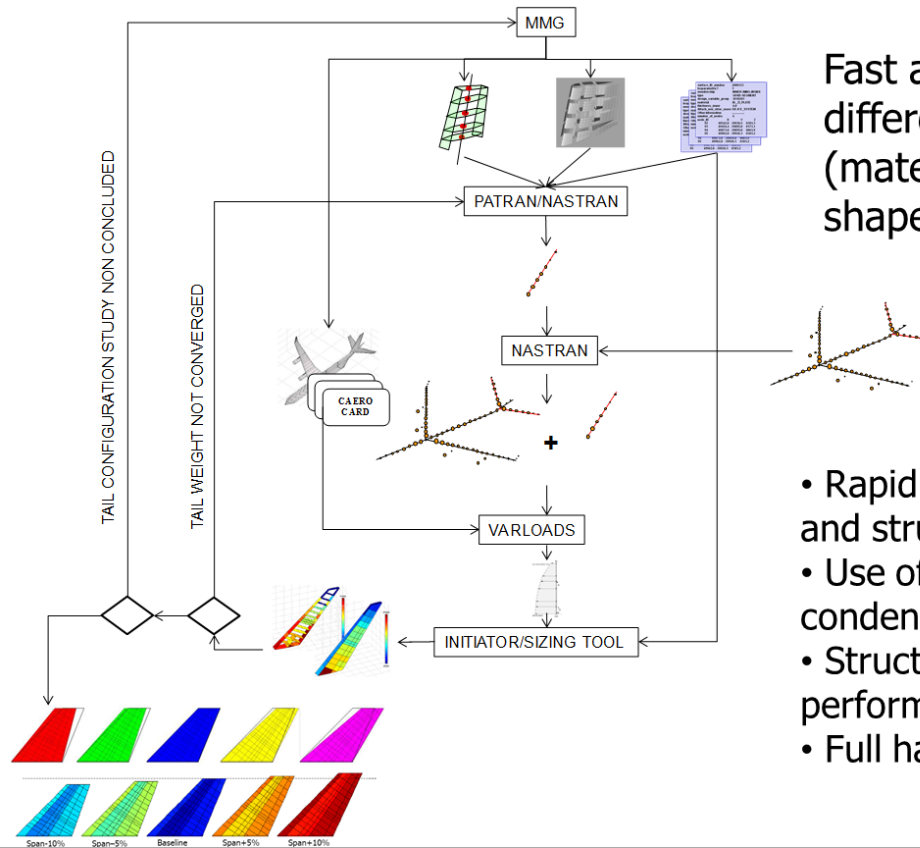 MMG
Fast a
differe
(mate
shape
TAIL CONFIGURATION STUDY NON CONCLUDED
TAIL WEIGHT NOT CONVERGED
PATRAN/NASTRAN
NASTRAN
CAERO
CARD
+
VARLOADS
INITIATOR/SIZING TOOL
• Rapid
and stru
• Use of
conden
• Struct
perform
• Full ha
Span-10%
Span–5%
Baseline
Span+5%
Span+10%